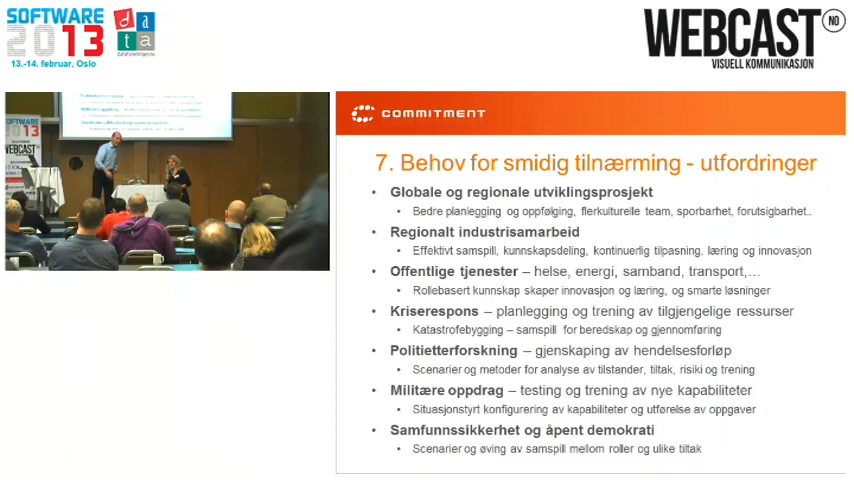 SOFTWARE
2013
13.-14. februar, Oslo
data
WEBCAST NO
VISUELL KOMMUNIKASJON
SOFTWARE
2013
WEBCAST
COMMITMENT
7. Behov for smidig tilnærming - utfordringer
• Globale og regionale utviklingsprosjekt
• Bedre planlegging og oppfølging, flerkulturelle team, sporbarhet, forutsigbarhet..
• Regionalt industrisamarbeid
• Effektivt samspill, kunnskapsdeling, kontinuerlig tilpasning, læring og innovasjon
• Offentlige tjenester – helse, energi, samband, transport,…
• Rollebasert kunnskap skaper innovasjon og læring, og smarte løsninger
• Kriserespons – planlegging og trening av tilgjengelige ressurser
• Katastrofebygging – samspill for beredskap og gjennomføring
• Politietterforskning – gjenskaping av hendelsesforløp
• Scenarier og metoder for analyse av tilstander, tiltak, risiki og trening
• Militære oppdrag – testing og trening av nye kapabiliteter
• Situasjonstyrt konfigurering av kapabiliteter og utførelse av oppgaver
• Samfunnssikkerhet og åpent demokrati
• Scenarier og øving av samspill mellom roller og ulike tiltak